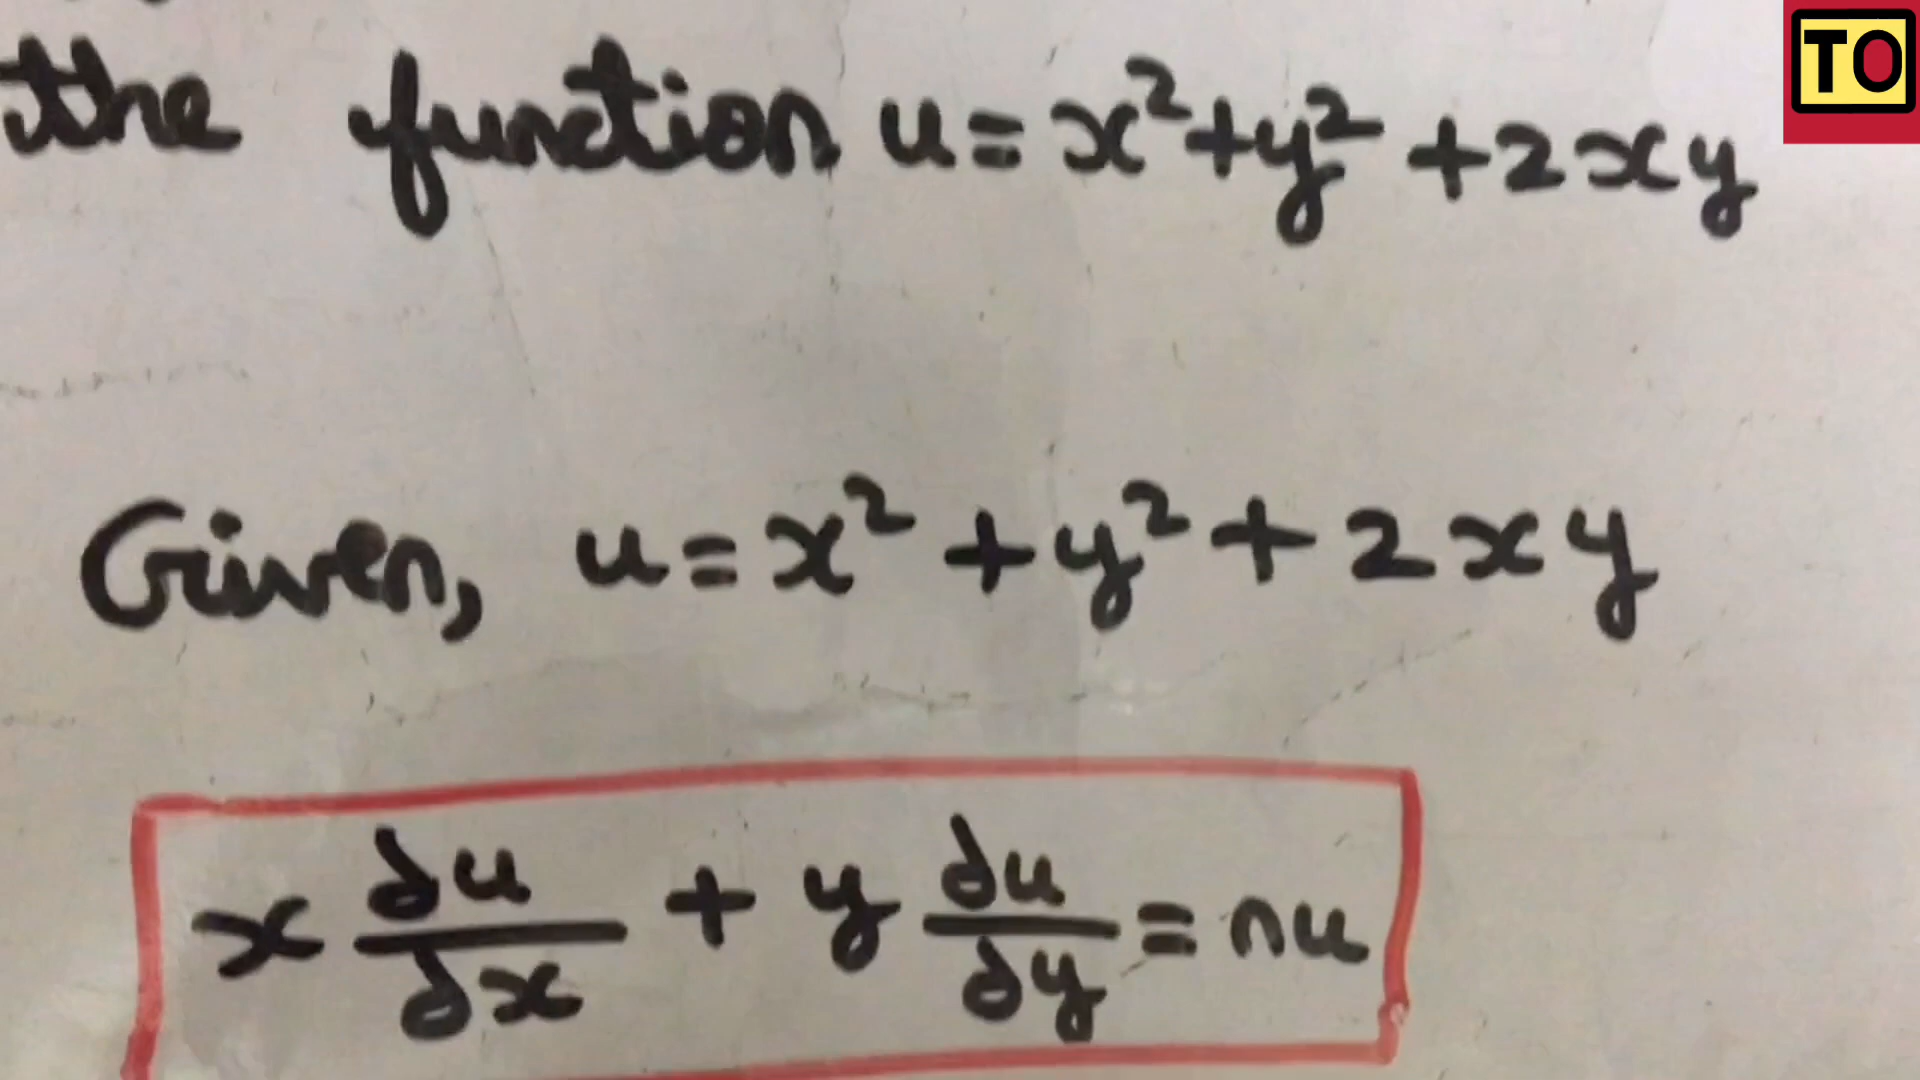 TO
the function u = x² + y² + 2xy
Given, u = x² + y² + 2xy
x ∂u/∂x + y ∂u/∂y = nu